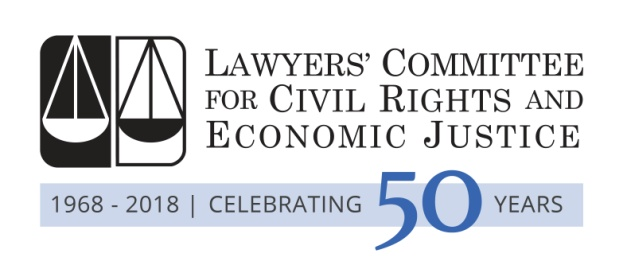 LAWYERS’ COMMITTEE
FOR CIVIL RIGHTS AND
ECONOMIC JUSTICE
1968 - 2018 | CELEBRATING 50 YEARS